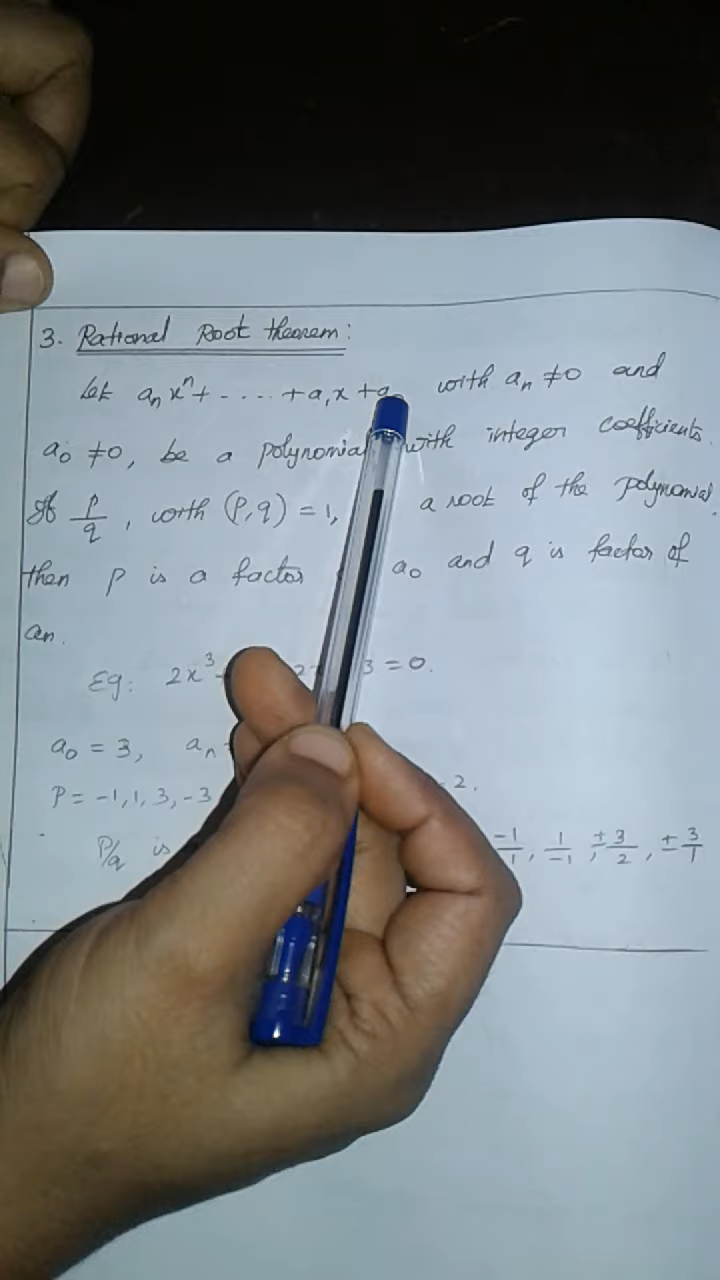 3. Rational Root theorem:
Let aₙxⁿ + - .... + a₁x + a₀ with aₙ ≠ 0 and
a₀ ≠ 0, be a polynomial with integer coefficients.
If p/q, with (P,q) = 1, a root of the polynomial.
then p is a factor a₀ and q is factor of
an.
Eg: 2x³ 3 = 0.
a₀ = 3, aₙ
P = -1, 1, 3, -3 -2.
P/q is -1/1, 1/-1, ±3/2, ±3/1